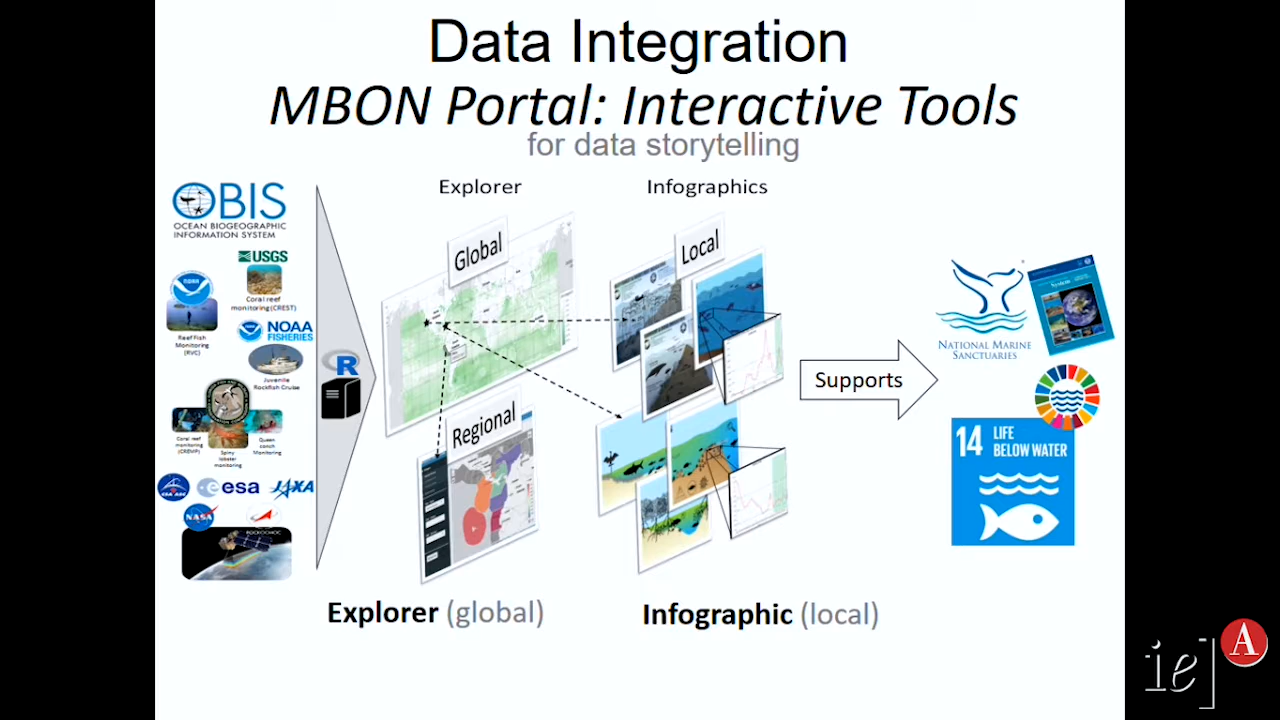 Data Integration
MBON Portal: Interactive Tools
for data storytelling
Explorer
Infographics
OBIS
OCEAN BIOGEOGRAPHIC
INFORMATION SYSTEM
USGS
Coral reef
monitoring (CREST)
NOAA
Reef Fish
Monitoring
(RVC)
NOAA
FISHERIES
Juvenile
Rockfish Cruise
Coral reef
monitoring
(CREMP)
Spiny
lobster
monitoring
Queen
conch
Monitoring
esa
JAXA
NASA
R
Global
Regional
Local
Supports
NATIONAL MARINE
SANCTUARIES
System
14 LIFE
BELOW WATER
Explorer (global)
Infographic (local)
ie]
A